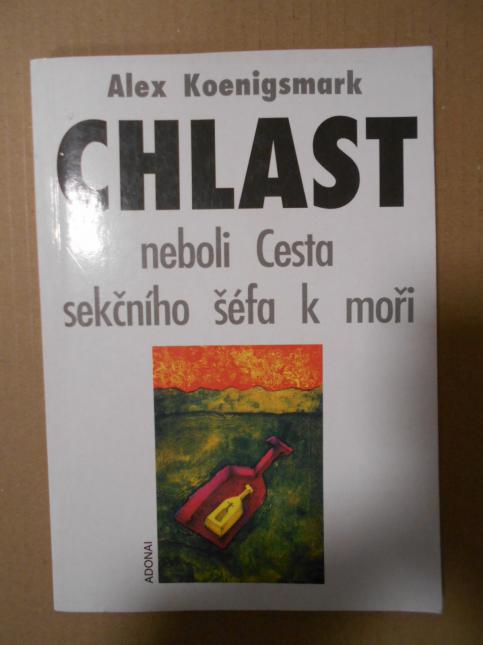 Alex Koenigsmark
CHLAST
neboli Cesta
sekčního šéfa k moři
ADONAI